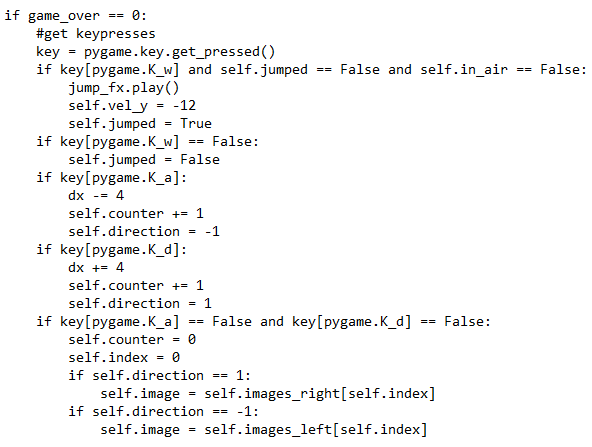 if game_over == 0:
    #get keypresses
    key = pygame.key.get_pressed()
    if key[pygame.K_w] and self.jumped == False and self.in_air == False:
        jump_fx.play()
        self.vel_y = -12
        self.jumped = True
    if key[pygame.K_w] == False:
        self.jumped = False
    if key[pygame.K_a]:
        dx -= 4
        self.counter += 1
        self.direction = -1
    if key[pygame.K_d]:
        dx += 4
        self.counter += 1
        self.direction = 1
    if key[pygame.K_a] == False and key[pygame.K_d] == False:
        self.counter = 0
        self.index = 0
        if self.direction == 1:
            self.image = self.images_right[self.index]
        if self.direction == -1:
            self.image = self.images_left[self.index]